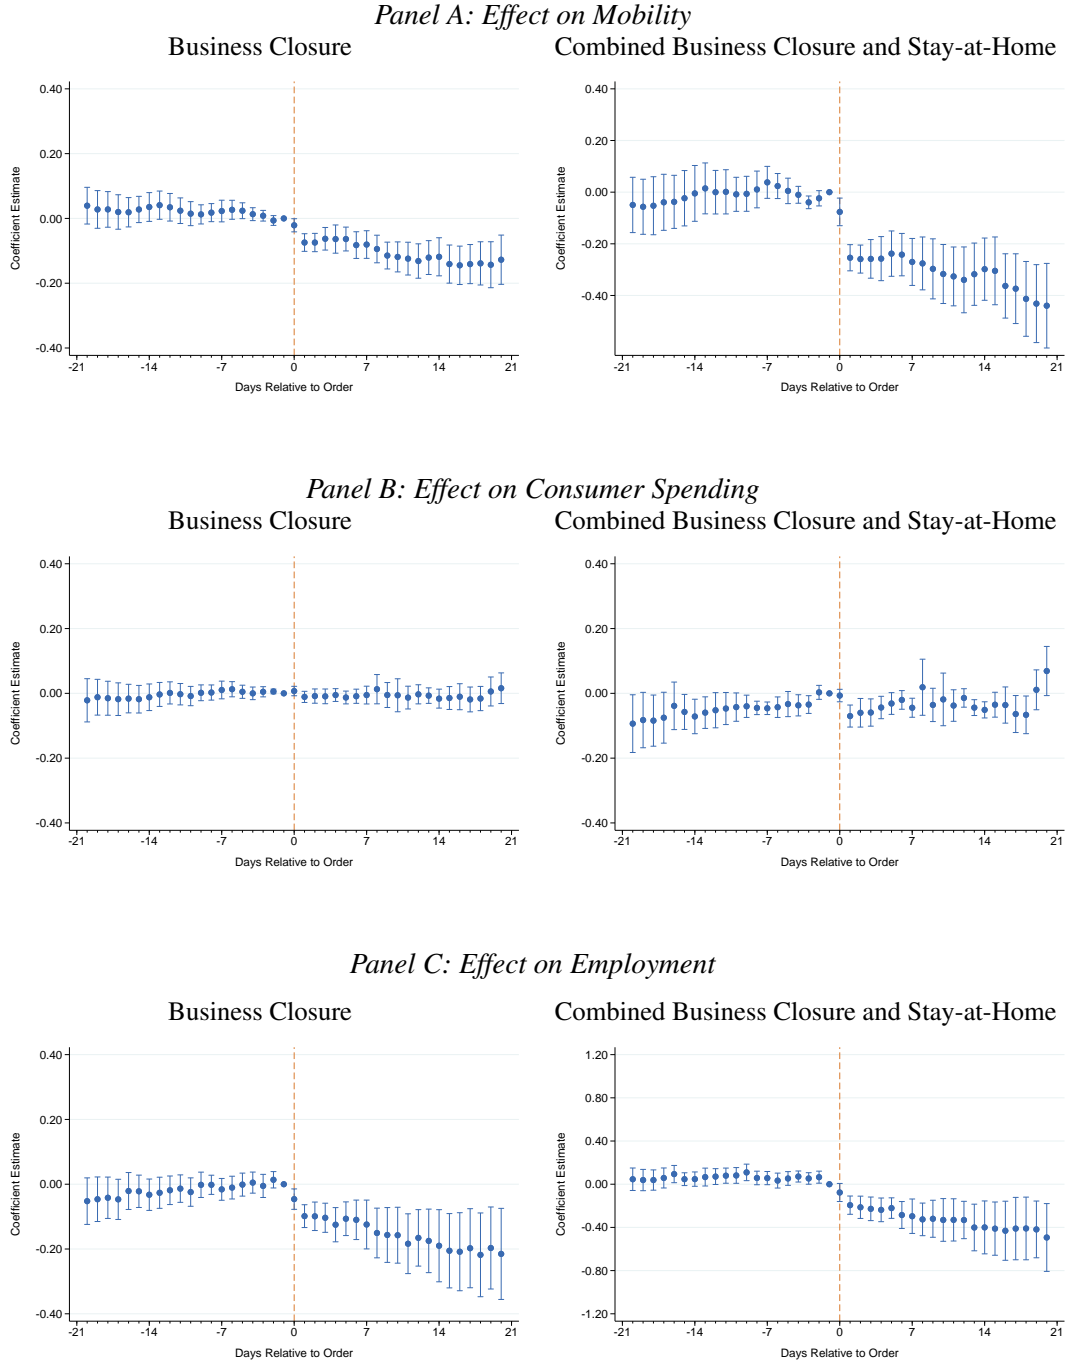 Panel A: Effect on Mobility
Business Closure
Combined Business Closure and Stay-at-Home
0.40
0.20
0.00
-0.20
-0.40
Coefficient Estimate
-21 -14 -7 0 7 14 21
Days Relative to Order
0.40
0.20
0.00
-0.20
-0.40
Coefficient Estimate
-21 -14 -7 0 7 14 21
Days Relative to Order
Panel B: Effect on Consumer Spending
Business Closure
Combined Business Closure and Stay-at-Home
0.40
0.20
0.00
-0.20
-0.40
Coefficient Estimate
-21 -14 -7 0 7 14 21
Days Relative to Order
0.40
0.20
0.00
-0.20
-0.40
Coefficient Estimate
-21 -14 -7 0 7 14 21
Days Relative to Order
Panel C: Effect on Employment
Business Closure
Combined Business Closure and Stay-at-Home
0.40
0.20
0.00
-0.20
-0.40
Coefficient Estimate
-21 -14 -7 0 7 14 21
Days Relative to Order
1.20
0.80
0.40
0.00
-0.40
-0.80
-1.20
Coefficient Estimate
-21 -14 -7 0 7 14 21
Days Relative to Order